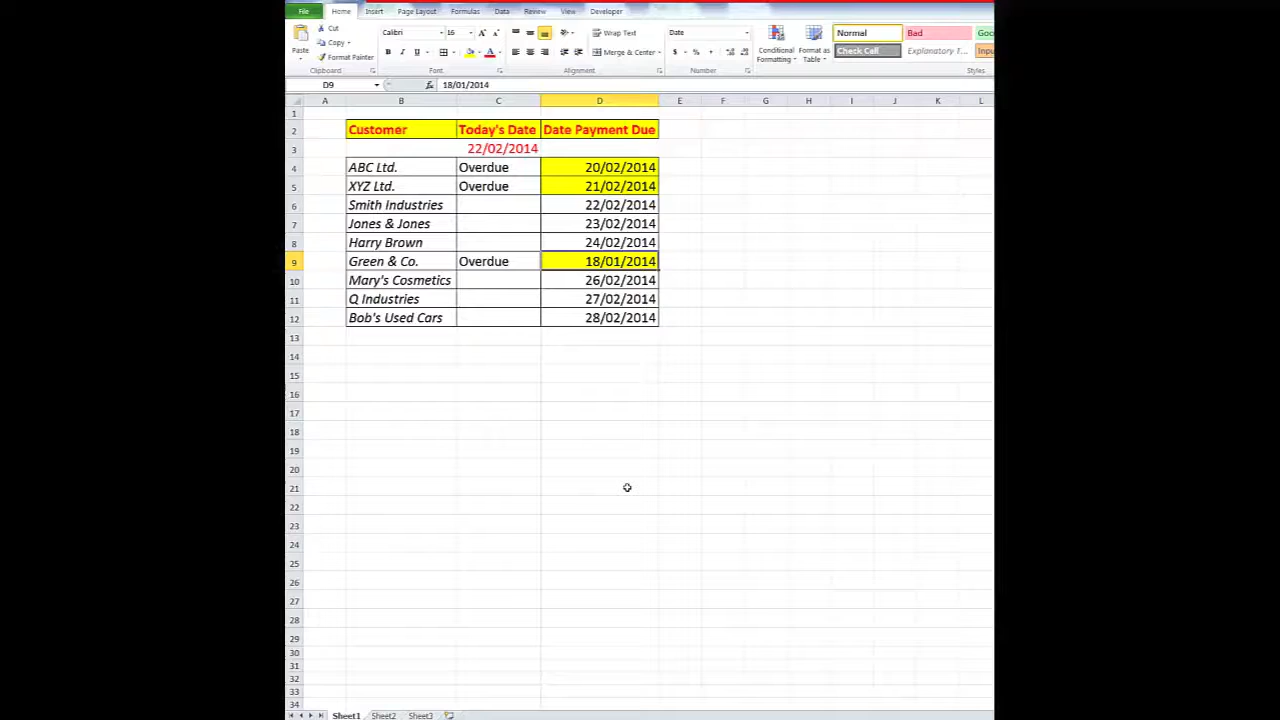 File Home Insert Page Layout Formulas Data Review View Developer
Cut Calibri 16 Wrap Text Date Normal Bad
Copy
Paste Format Painter Merge & Center Conditional Formatting Format as Table Check Cell Explanatory T...
Clipboard Font Alignment Number Styles
D9 fx 18/01/2014
A B C D E F G H I J K L
1
2 Customer Today's Date Date Payment Due
3 22/02/2014
4 ABC Ltd. Overdue 20/02/2014
5 XYZ Ltd. Overdue 21/02/2014
6 Smith Industries 22/02/2014
7 Jones & Jones 23/02/2014
8 Harry Brown 24/02/2014
9 Green & Co. Overdue 18/01/2014
10 Mary's Cosmetics 26/02/2014
11 Q Industries 27/02/2014
12 Bob's Used Cars 28/02/2014
13
14
15
16
17
18
19
20
21
22
23
24
25
26
27
28
29
30
31
32
33
34
Sheet1 Sheet2 Sheet3